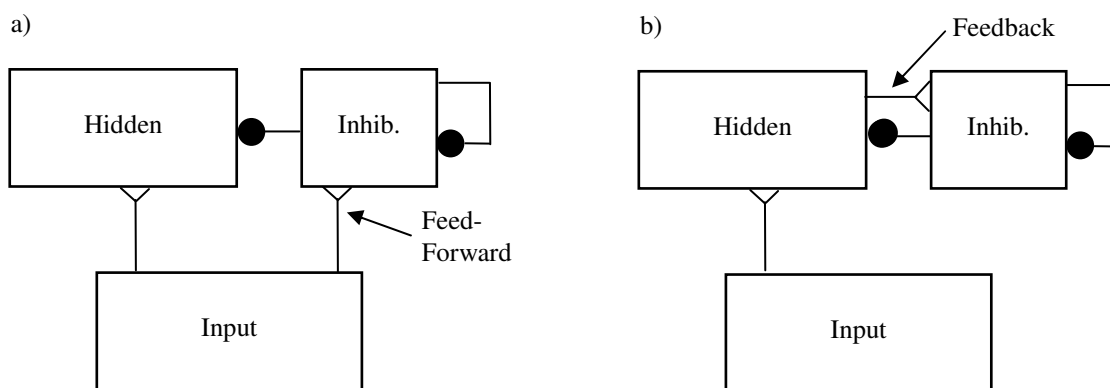 a)
Hidden
Inhib.
Feed-
Forward
Input
b)
Feedback
Hidden
Inhib.
Input